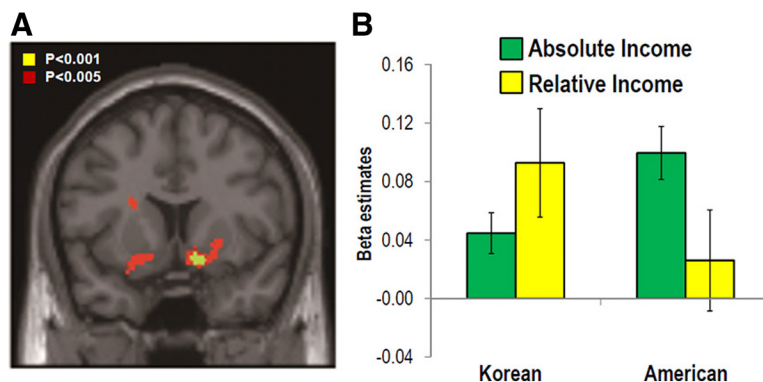 A
P<0.001
P<0.005
B
Absolute Income
Relative Income
Beta estimates
0.16
0.12
0.08
0.04
-0.00
-0.04
Korean
American